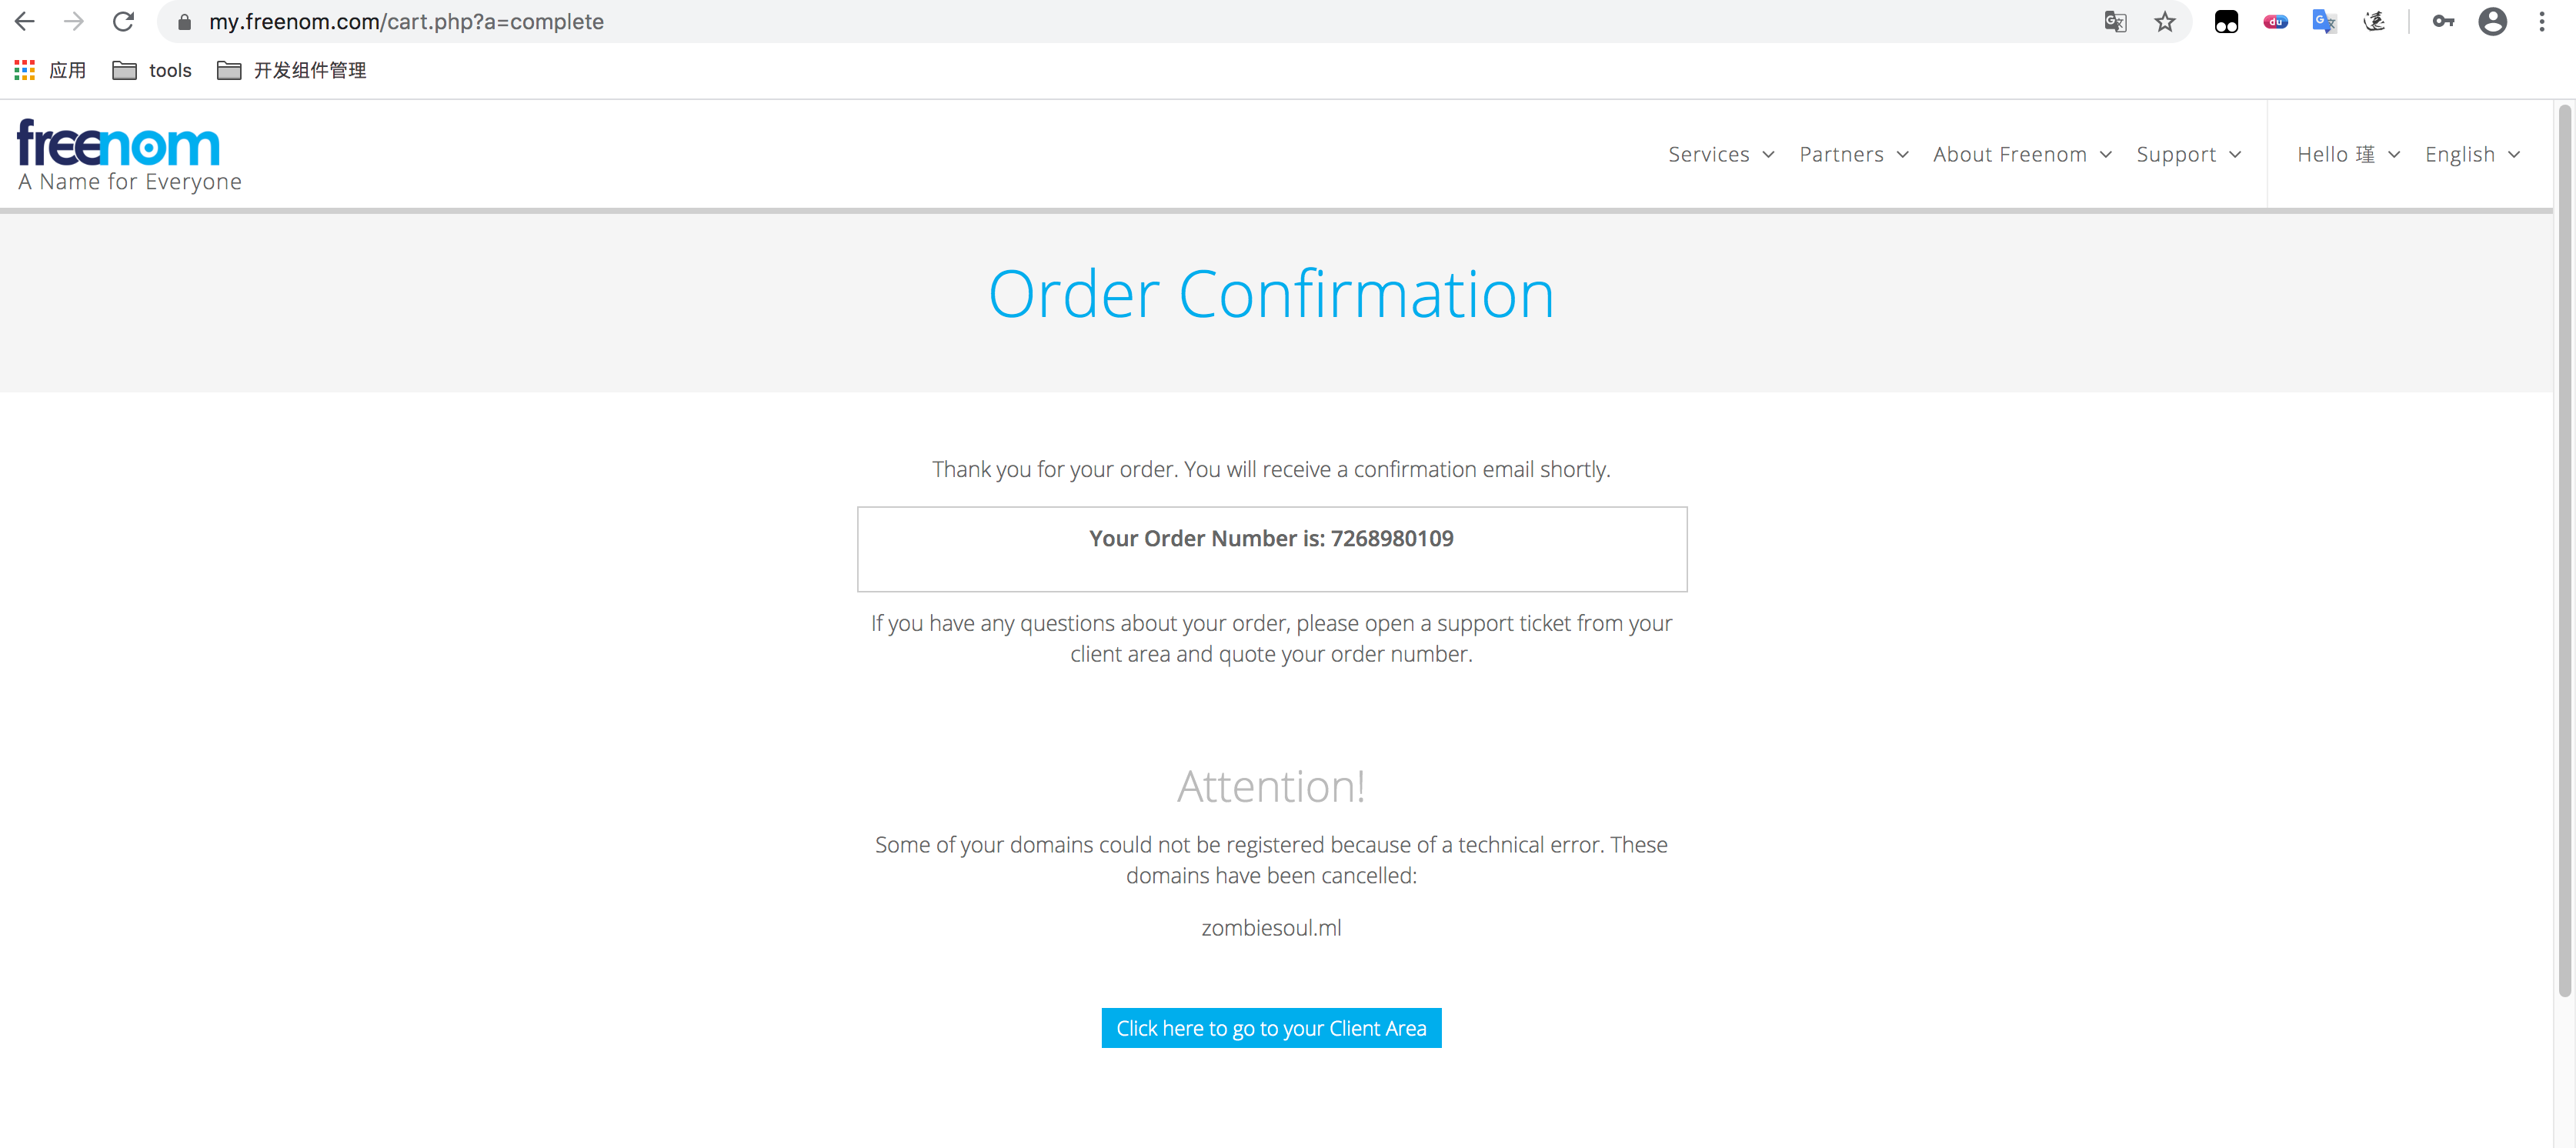 my.freenom.com/cart.php?a=complete
应用 tools 开发组件管理
freenom
A Name for Everyone
Services Partners About Freenom Support Hello 瑾 English
Order Confirmation
Thank you for your order. You will receive a confirmation email shortly.
Your Order Number is: 7268980109
If you have any questions about your order, please open a support ticket from your
client area and quote your order number.
Attention!
Some of your domains could not be registered because of a technical error. These
domains have been cancelled:
zombiesoul.ml
Click here to go to your Client Area